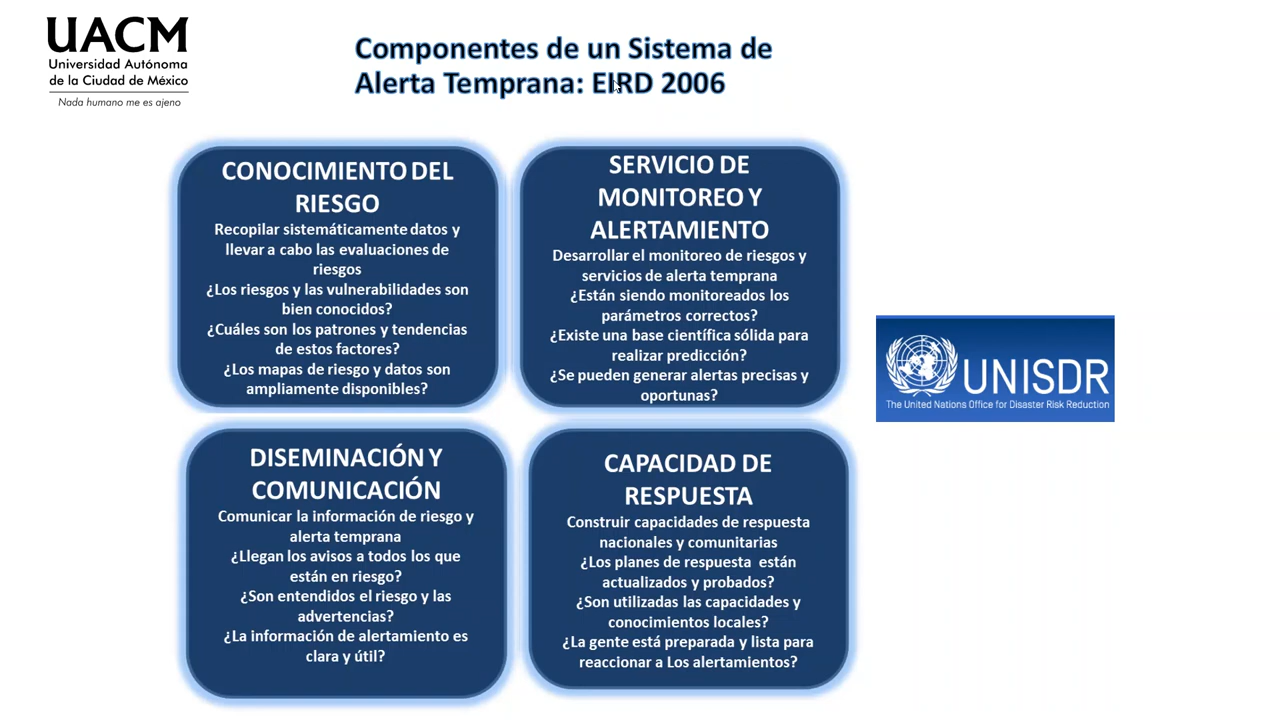 UACM
Universidad Autónoma
de la Ciudad de México
Nada humano me es ajeno
Componentes de un Sistema de
Alerta Temprana: EIRD 2006
CONOCIMIENTO DEL
RIESGO
Recopilar sistemáticamente datos y
llevar a cabo las evaluaciones de
riesgos
¿Los riesgos y las vulnerabilidades son
bien conocidos?
¿Cuáles son los patrones y tendencias
de estos factores?
¿Los mapas de riesgo y datos son
ampliamente disponibles?
SERVICIO DE
MONITOREO Y
ALERTAMIENTO
Desarrollar el monitoreo de riesgos y
servicios de alerta temprana
¿Están siendo monitoreados los
parámetros correctos?
¿Existe una base científica sólida para
realizar predicción?
¿Se pueden generar alertas precisas y
oportunas?
UNISDR
The United Nations Office for Disaster Risk Reduction
DISEMINACIÓN Y
COMUNICACIÓN
Comunicar la información de riesgo y
alerta temprana
¿Llegan los avisos a todos los que
están en riesgo?
¿Son entendidos el riesgo y las
advertencias?
¿La información de alertamiento es
clara y útil?
CAPACIDAD DE
RESPUESTA
Construir capacidades de respuesta
nacionales y comunitarias
¿Los planes de respuesta están
actualizados y probados?
¿Son utilizadas las capacidades y
conocimientos locales?
¿La gente está preparada y lista para
reaccionar a Los alertamientos?